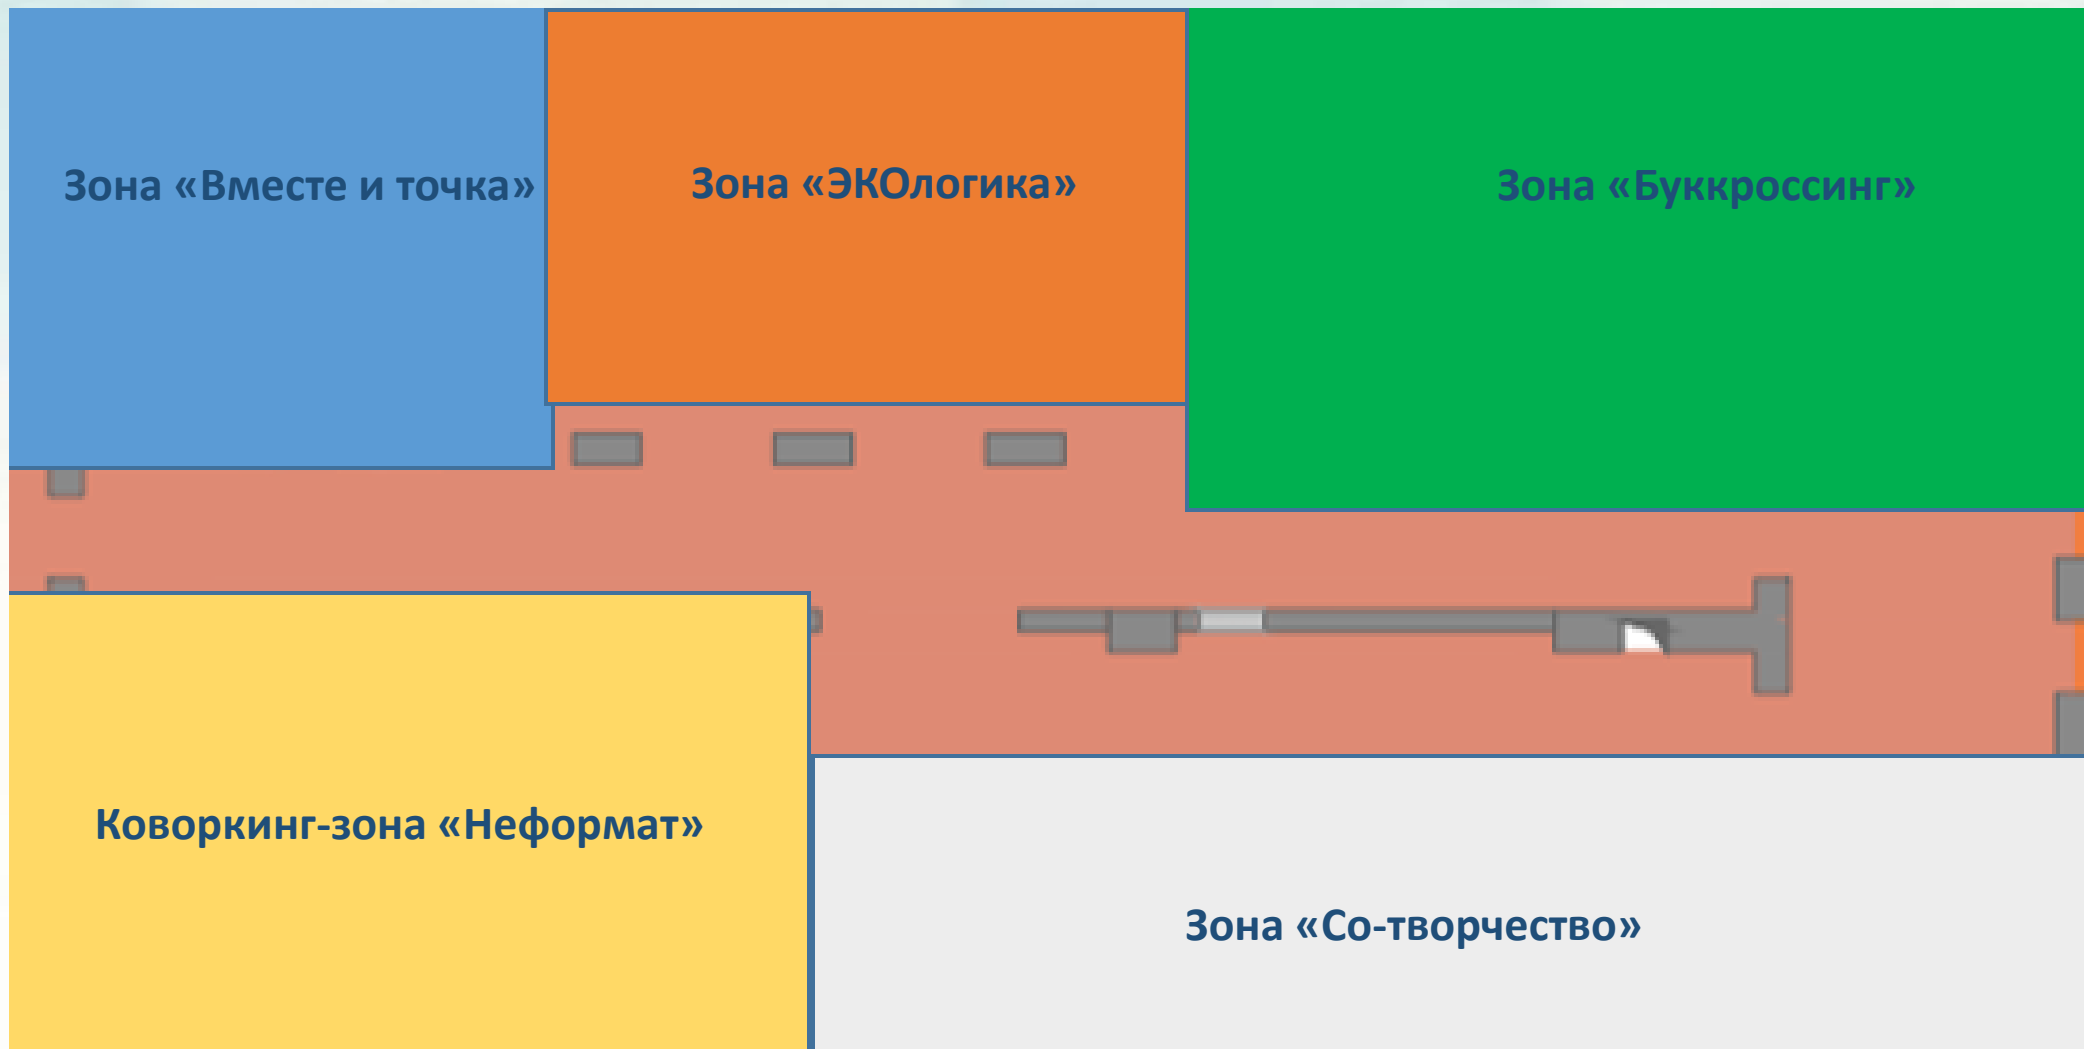 Зона «Вместе и точка»
Зона «ЭКОлогика»
Зона «Буккроссинг»
Коворкинг-зона «Неформат»
Зона «Со-творчество»